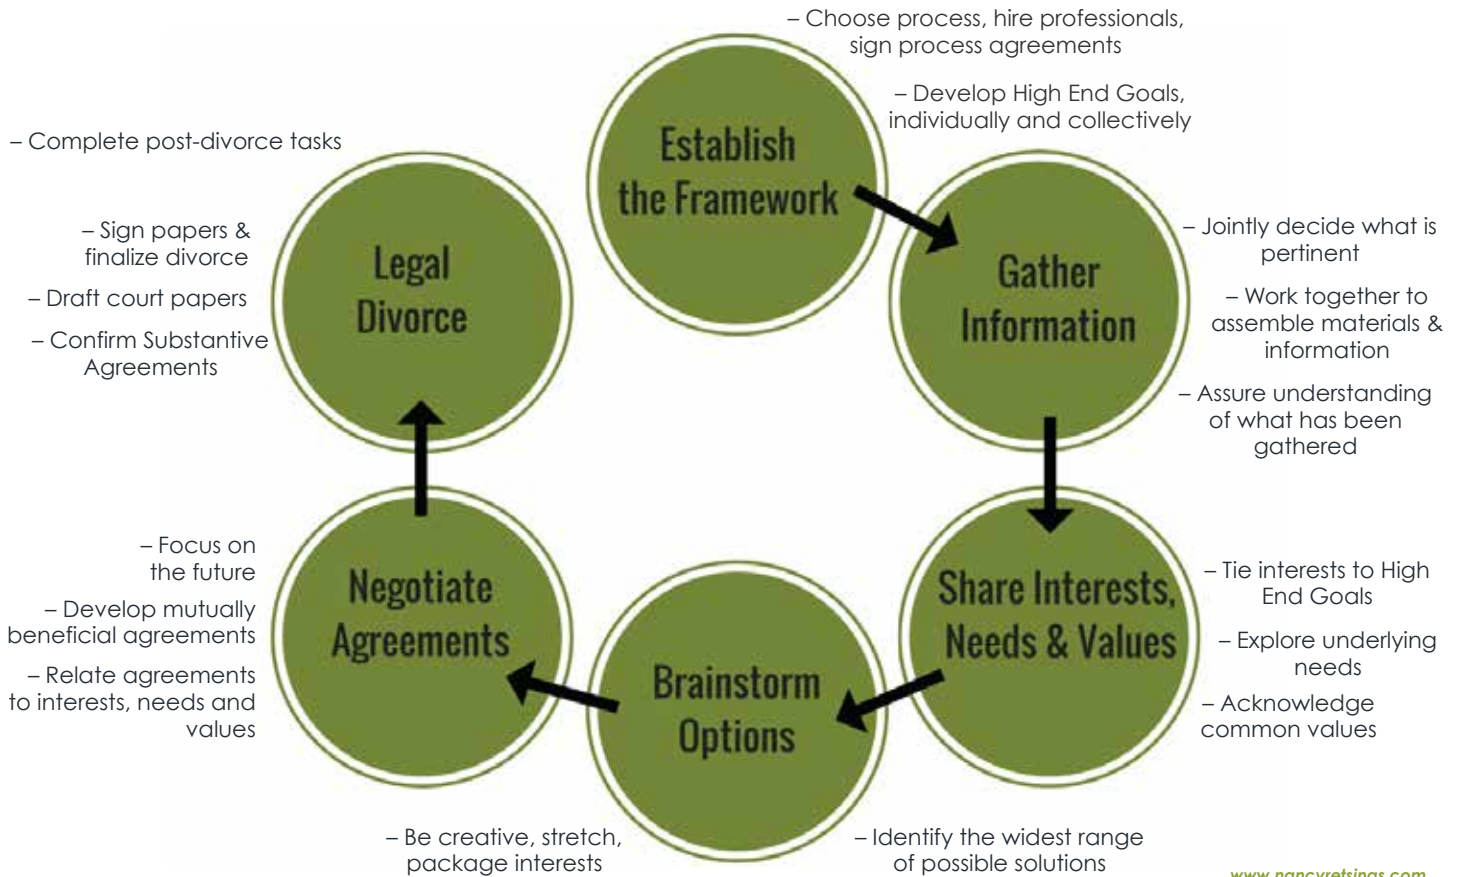 – Choose process, hire professionals,
sign process agreements
– Develop High End Goals,
individually and collectively
Establish
the Framework
Gather
Information
– Jointly decide what is
pertinent
– Work together to
assemble materials &
information
– Assure understanding
of what has been
gathered
Share Interests,
Needs & Values
– Tie interests to High
End Goals
– Explore underlying
needs
– Acknowledge
common values
Brainstorm
Options
– Identify the widest range
of possible solutions
– Be creative, stretch,
package interests
Negotiate
Agreements
– Focus on
the future
– Develop mutually
beneficial agreements
– Relate agreements
to interests, needs and
values
Legal
Divorce
– Complete post-divorce tasks
– Sign papers &
finalize divorce
– Draft court papers
– Confirm Substantive
Agreements
www.nancyretsinas.com